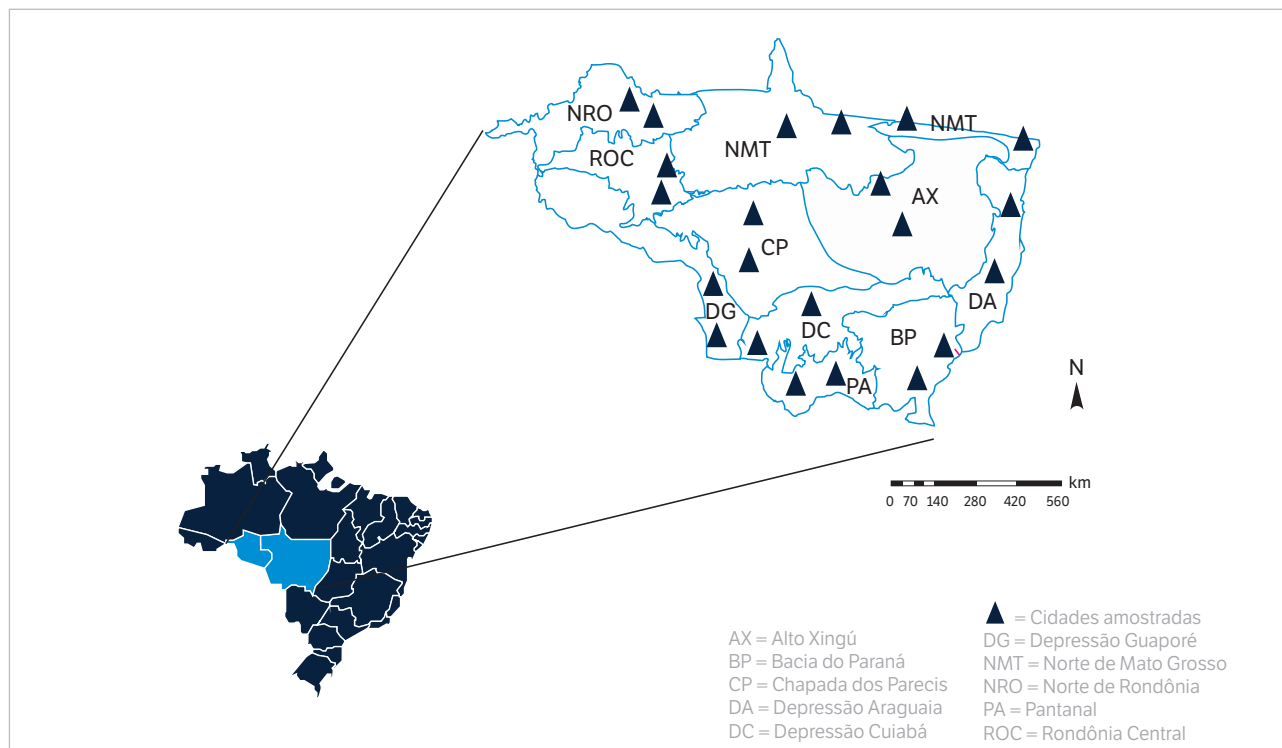 NRO
NMT
ROC
NMT
AX
CP
DA
DG
DC
BP
PA
N
km
0 70 140 280 420 560
AX = Alto Xingú
BP = Bacia do Paraná
CP = Chapada dos Parecis
DA = Depressão Araguaia
DC = Depressão Cuiabá
= Cidades amostradas
DG = Depressão Guaporé
NMT = Norte de Mato Grosso
NRO = Norte de Rondônia
PA = Pantanal
ROC = Rondônia Central